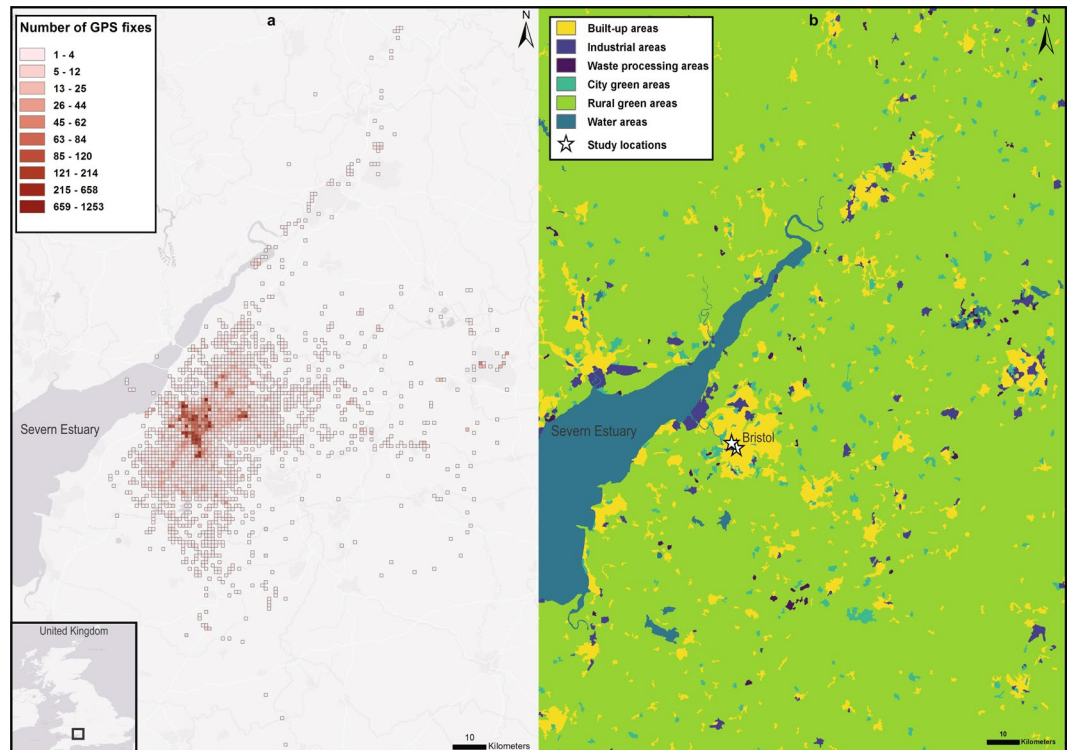 a
Number of GPS fixes
1 - 4
5 - 12
13 - 25
26 - 44
45 - 62
63 - 84
85 - 120
121 - 214
215 - 658
659 - 1253
N
Severn Estuary
United Kingdom
10
Kilometers
b
Built-up areas
Industrial areas
Waste processing areas
City green areas
Rural green areas
Water areas
Study locations
N
Severn Estuary
Bristol
10
Kilometers